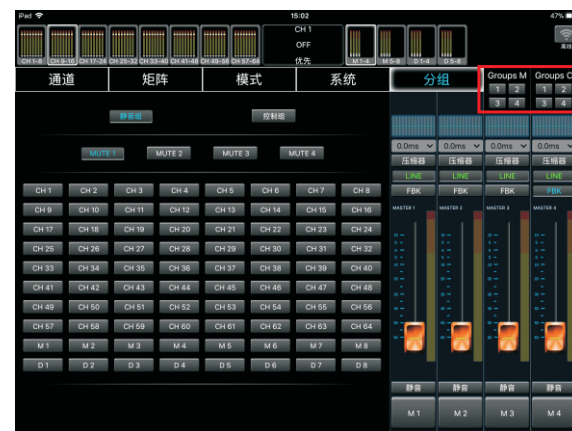 iPad 15:02 47%
CH 1
OFF
优先
CH 1-8 CH 9-16 CH 17-24 CH 25-32 CH 33-40 CH 41-48 CH 49-56 CH 57-64 M 1-4 M 5-8 D 1-4 D 5-8 离线
通道 矩阵 模式 系统 分组 Groups M Groups C
1 2 1 2
3 4 3 4
静音组 控制组
MUTE 1 MUTE 2 MUTE 3 MUTE 4
0.0ms 0.0ms 0.0ms 0.0ms
压缩器 压缩器 压缩器 压缩器
LINE LINE LINE LINE
FBK FBK FBK FBK
MASTER 1 MASTER 2 MASTER 3 MASTER 4
CH 1 CH 2 CH 3 CH 4 CH 5 CH 6 CH 7 CH 8
CH 9 CH 10 CH 11 CH 12 CH 13 CH 14 CH 15 CH 16
CH 17 CH 18 CH 19 CH 20 CH 21 CH 22 CH 23 CH 24
CH 25 CH 26 CH 27 CH 28 CH 29 CH 30 CH 31 CH 32
CH 33 CH 34 CH 35 CH 36 CH 37 CH 38 CH 39 CH 40
CH 41 CH 42 CH 43 CH 44 CH 45 CH 46 CH 47 CH 48
CH 49 CH 50 CH 51 CH 52 CH 53 CH 54 CH 55 CH 56
CH 57 CH 58 CH 59 CH 60 CH 61 CH 62 CH 63 CH 64
M 1 M 2 M 3 M 4 M 5 M 6 M 7 M 8
D 1 D 2 D 3 D 4 D 5 D 6 D 7 D 8
静音 静音 静音 静音
M 1 M 2 M 3 M 4